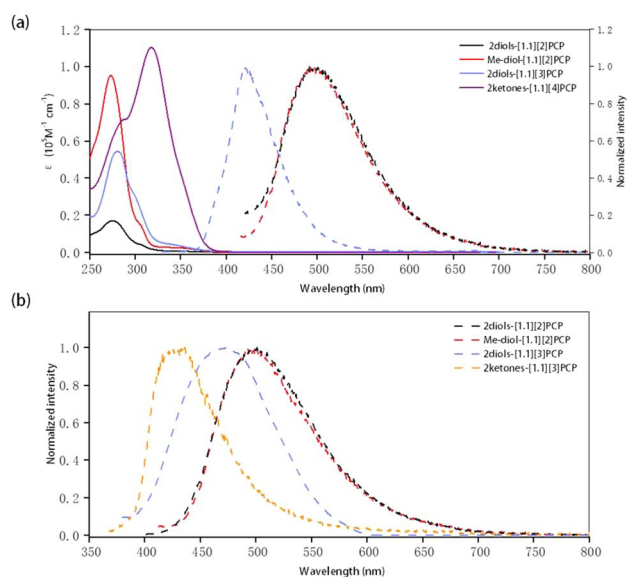 (a)
2diols-[1.1][2]PCP
Me-diol-[1.1][2]PCP
2diols-[1.1][3]PCP
2ketones-[1.1][4]PCP
1.2
1.0
0.8
0.6
0.4
0.2
0.0
ε (10⁵M⁻¹ cm⁻¹)
1.2
1.0
0.8
0.6
0.4
0.2
0.0
Normalized intensity
250 300 350 400 450 500 550 600 650 700 750 800
Wavelength (nm)
(b)
2diols-[1.1][2]PCP
Me-diol-[1.1][2]PCP
2diols-[1.1][3]PCP
2ketones-[1.1][3]PCP
1.0
0.8
0.6
0.4
0.2
0.0
Normalized intensity
350 400 450 500 550 600 650 700 750 800
Wavelength (nm)